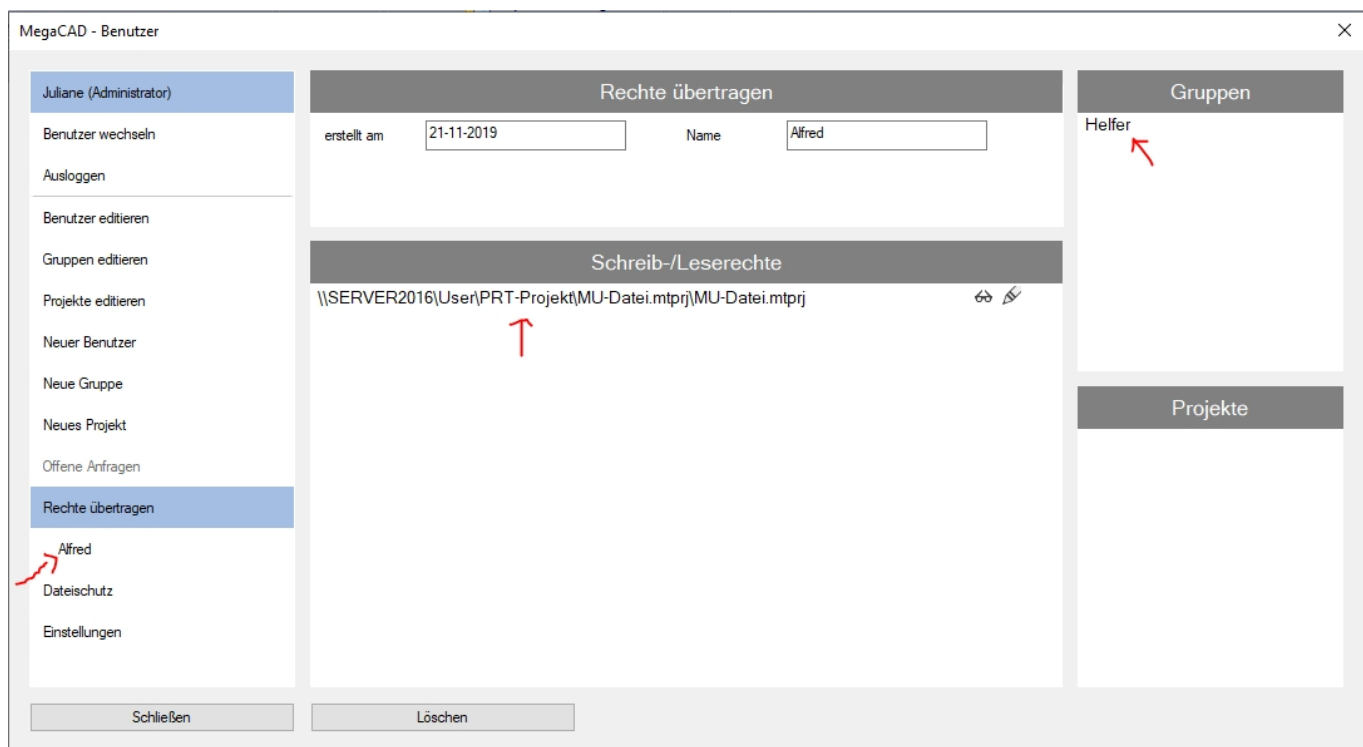 MegaCAD - Benutzer
Juliane (Administrator)
Benutzer wechseln
Ausloggen
Benutzer editieren
Gruppen editieren
Projekte editieren
Neuer Benutzer
Neue Gruppe
Neues Projekt
Offene Anfragen
Rechte übertragen
Alfred
Dateischutz
Einstellungen
Schließen
Rechte übertragen
erstellt am 21-11-2019 Name Alfred
Schreib-/Leserechte
\\SERVER2016\User\PRT-Projekt\MU-Datei.mtprj\MU-Datei.mtprj
Löschen
Gruppen
Helfer
Projekte